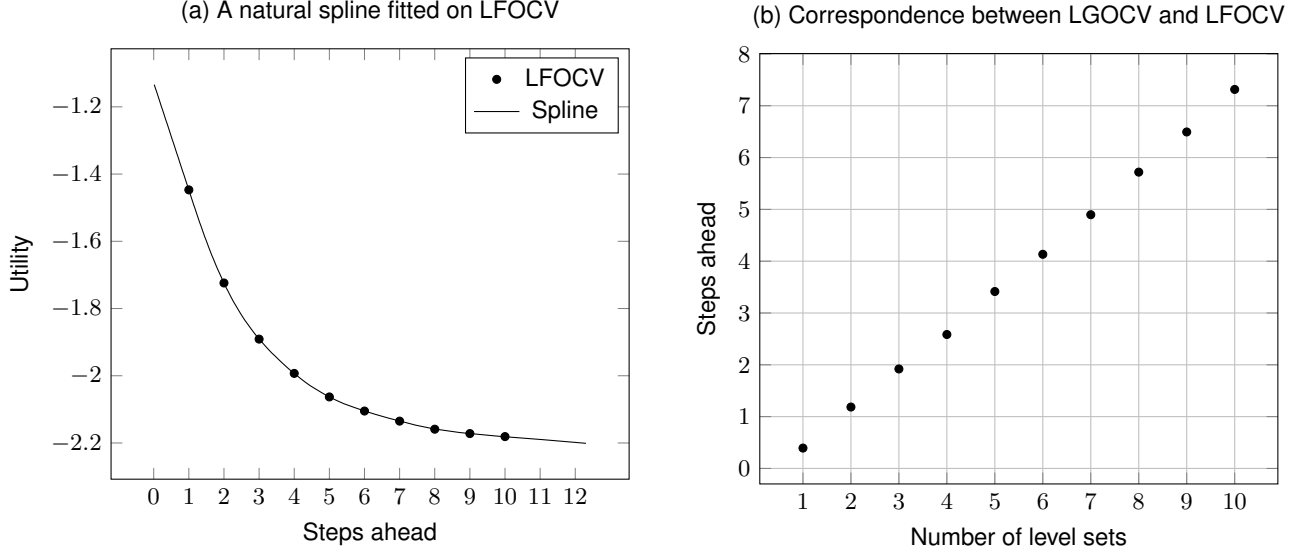 (a) A natural spline fitted on LFOCV
LFOCV
Spline
Utility
−1.2
−1.4
−1.6
−1.8
−2
−2.2
0 1 2 3 4 5 6 7 8 9 10 11 12
Steps ahead
(b) Correspondence between LGOCV and LFOCV
Steps ahead
8
7
6
5
4
3
2
1
0
1 2 3 4 5 6 7 8 9 10
Number of level sets